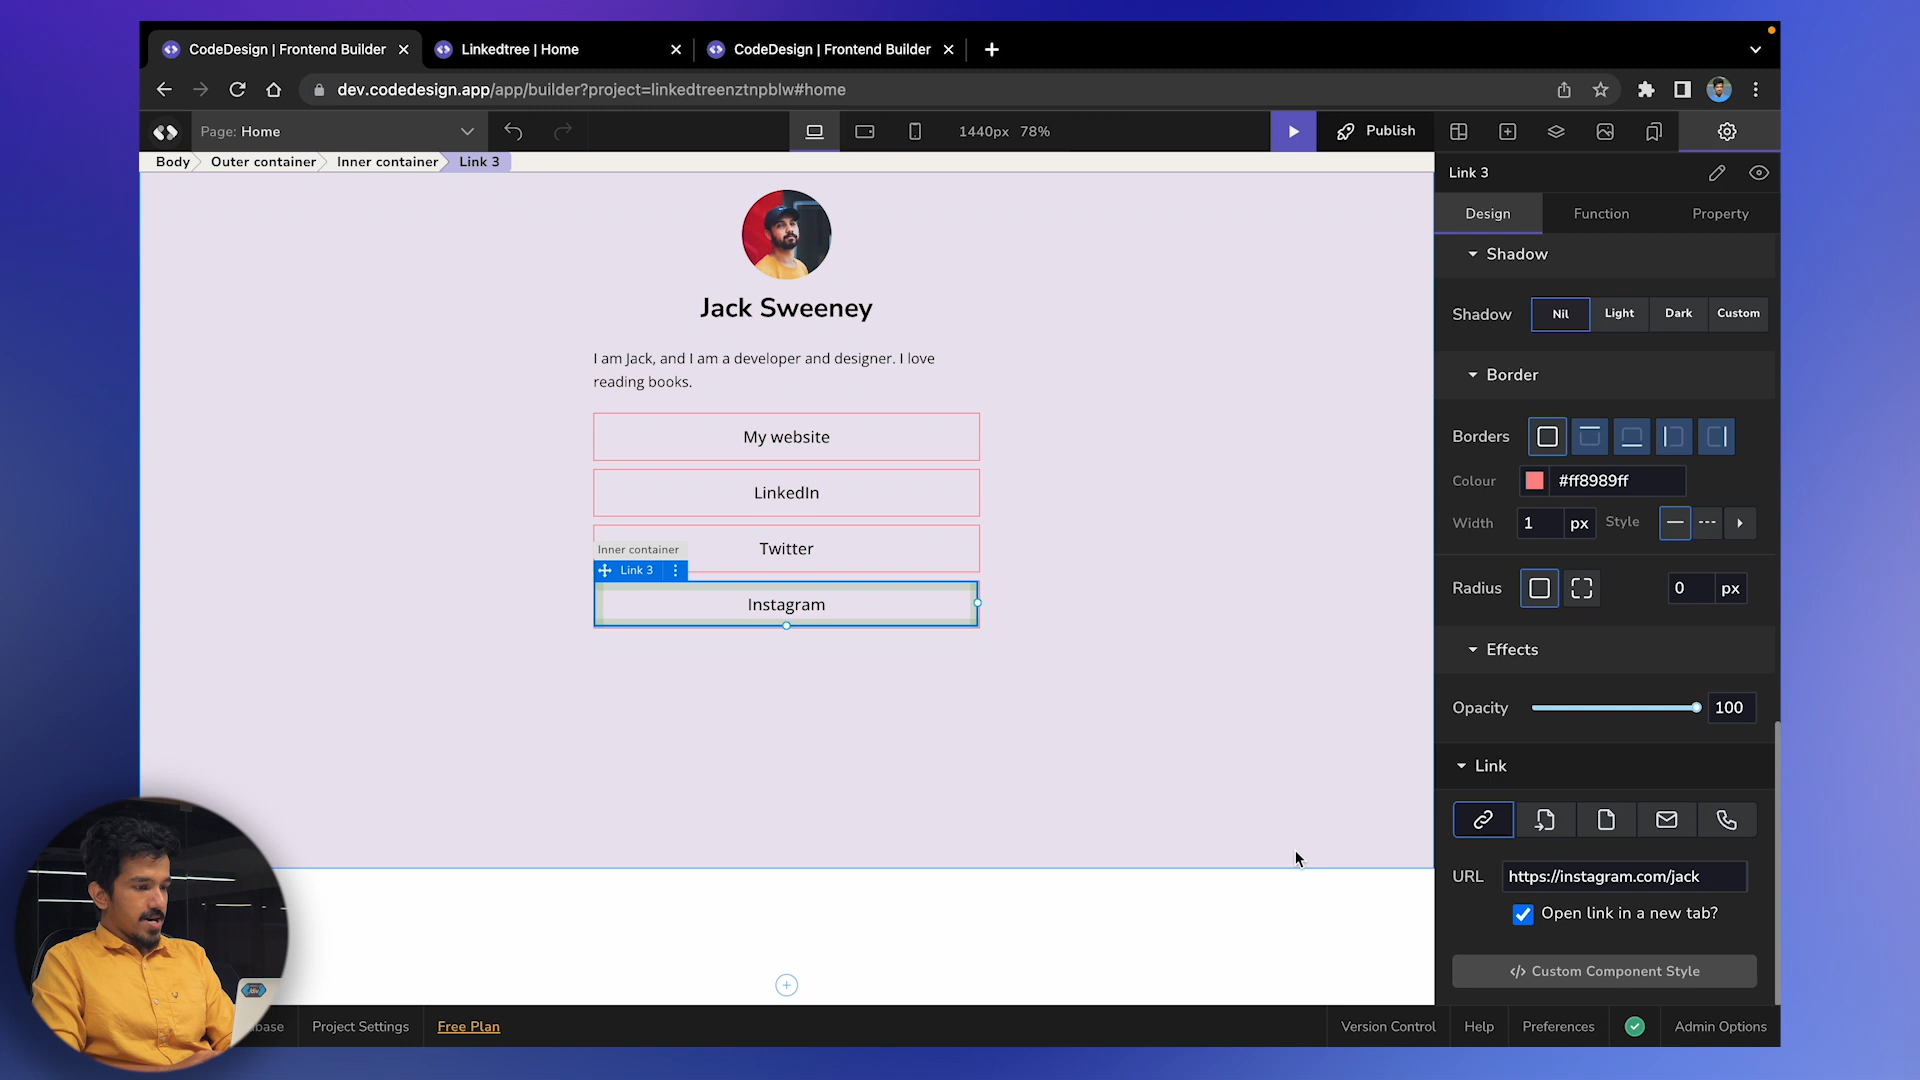 CodeDesign | Frontend Builder
Linkedtree | Home
CodeDesign | Frontend Builder
dev.codedesign.app/app/builder?project=linkedtreenztnpblw#home
Page: Home
1440px 78%
Publish
Body
Outer container
Inner container
Link 3
Link 3
Design
Function
Property
Shadow
Shadow
Nil
Light
Dark
Custom
Border
Borders
Colour
#ff8989ff
Width
1
px
Style
Radius
0
px
Effects
Opacity
100
Link
URL
https://instagram.com/jack
Open link in a new tab?
</> Custom Component Style
Jack Sweeney
I am Jack, and I am a developer and designer. I love
reading books.
My website
LinkedIn
Twitter
Inner container
Link 3
Instagram
Project Settings
Free Plan
Version Control
Help
Preferences
Admin Options